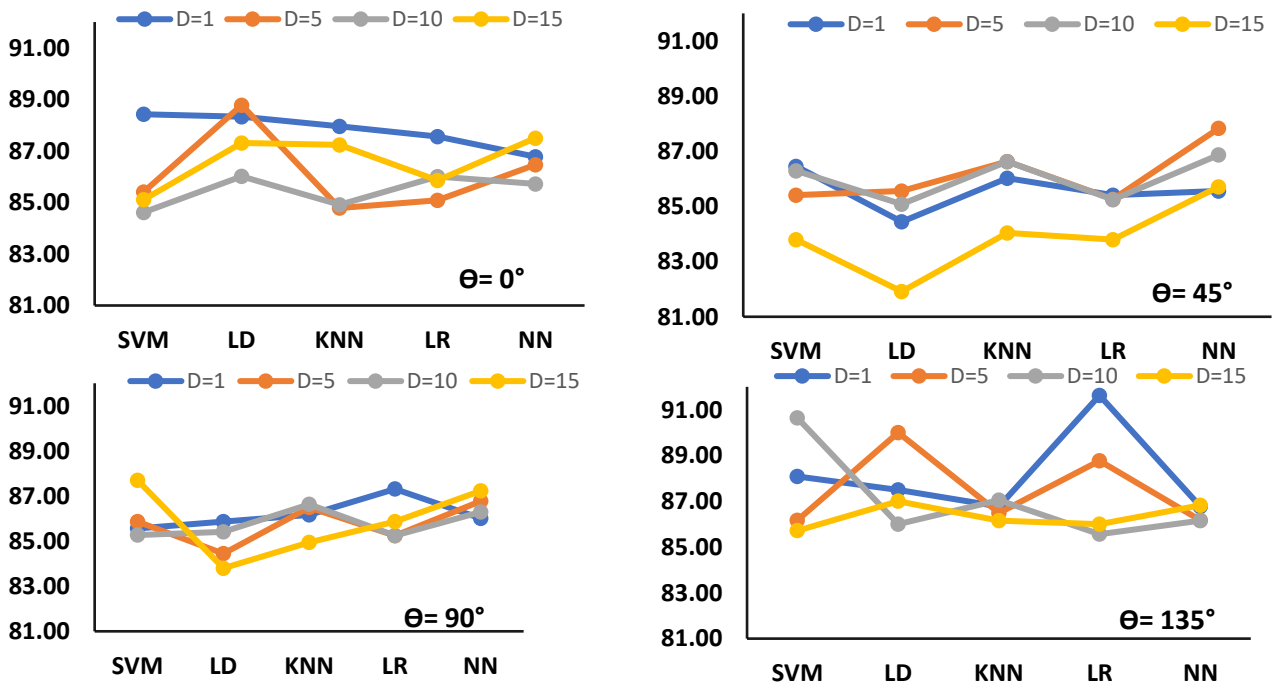 D=1 D=5 D=10 D=15
91.00
89.00
87.00
85.00
83.00
81.00
ϴ= 0°
SVM LD KNN LR NN
D=1 D=5 D=10 D=15
91.00
89.00
87.00
85.00
83.00
81.00
ϴ= 45°
SVM LD KNN LR NN
D=1 D=5 D=10 D=15
91.00
89.00
87.00
85.00
83.00
81.00
ϴ= 90°
SVM LD KNN LR NN
D=1 D=5 D=10 D=15
91.00
89.00
87.00
85.00
83.00
81.00
ϴ= 135°
SVM LD KNN LR NN